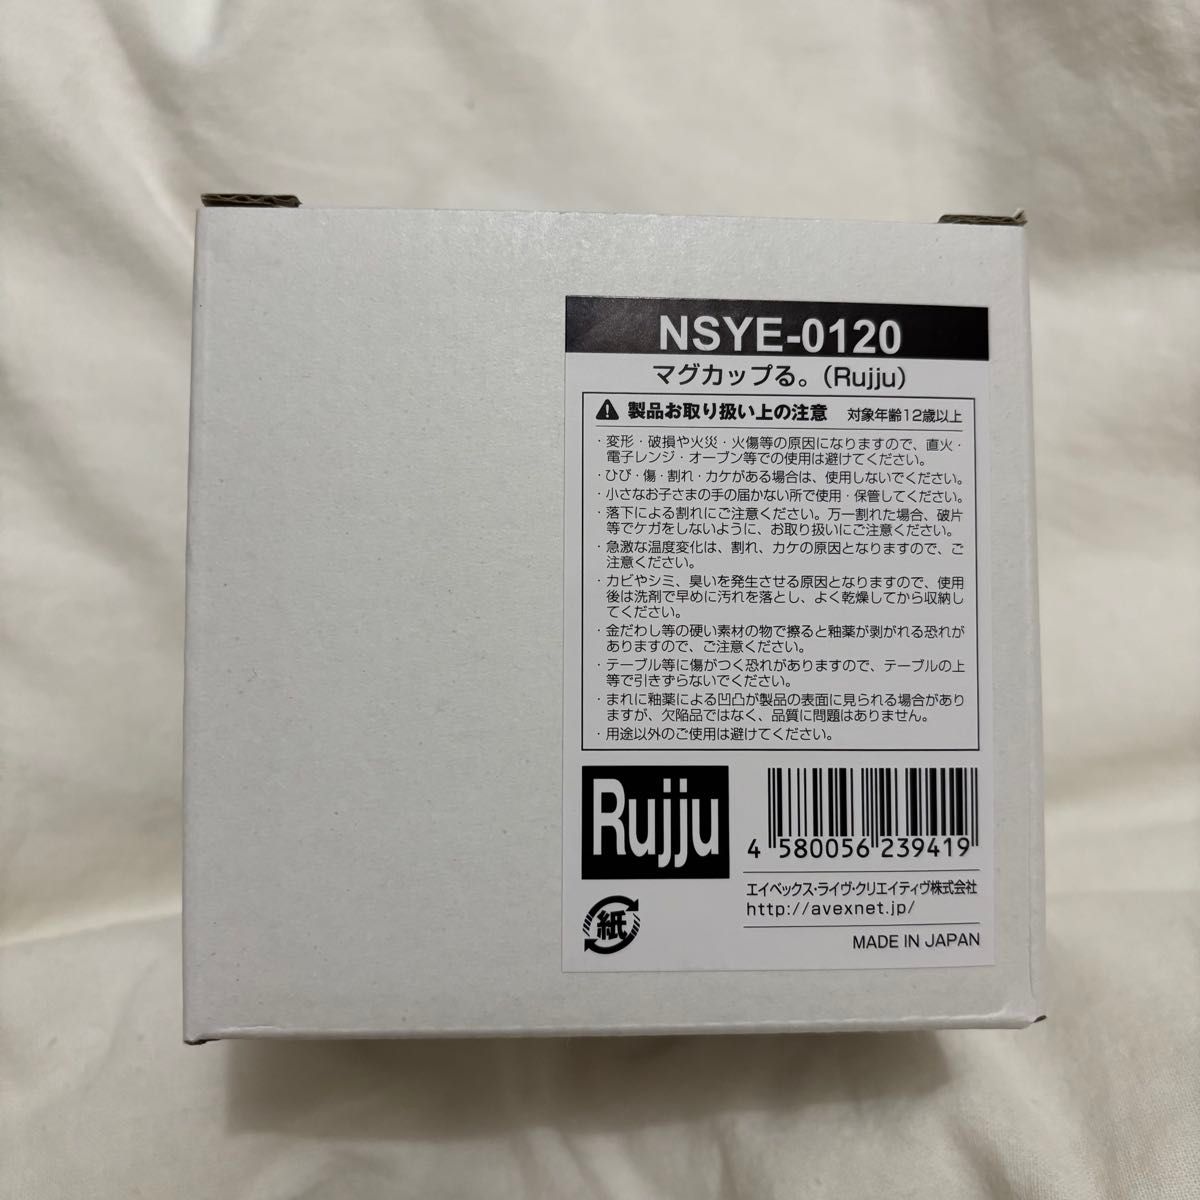 NSYE-0120
マグカップる。(Rujju)
製品お取り扱い上の注意 対象年齢12歳以上
・変形・破損や火災・火傷等の原因になりますので、直火・
電子レンジ・オーブン等での使用は避けてください。
・ひび・傷・割れ・カケがある場合は、使用しないでください。
・小さなお子さまの手の届かない所で使用・保管してください。
・落下による割れにご注意ください。万一割れた場合、破片
等でケガをしないように、お取り扱いにご注意ください。
・急激な温度変化は、割れ、カケの原因となりますので、ご
注意ください。
・カビやシミ、臭いを発生させる原因となりますので、使用
後は洗剤で早めに汚れを落とし、よく乾燥してから収納し
てください。
・金だわし等の硬い素材の物で擦ると釉薬が剥がれる恐れが
ありますので、ご注意ください。
・テーブル等に傷がつく恐れがありますので、テーブルの上
等で引きずらないでください。
・まれに釉薬による凹凸が製品の表面に見られる場合があり
ますが、欠陥品ではなく、品質に問題はありません。
・用途以外のご使用は避けてください。
Rujju
4 580056 239419
エイベックス・ライヴ・クリエイティヴ株式会社
http://avexnet.jp/
紙
MADE IN JAPAN